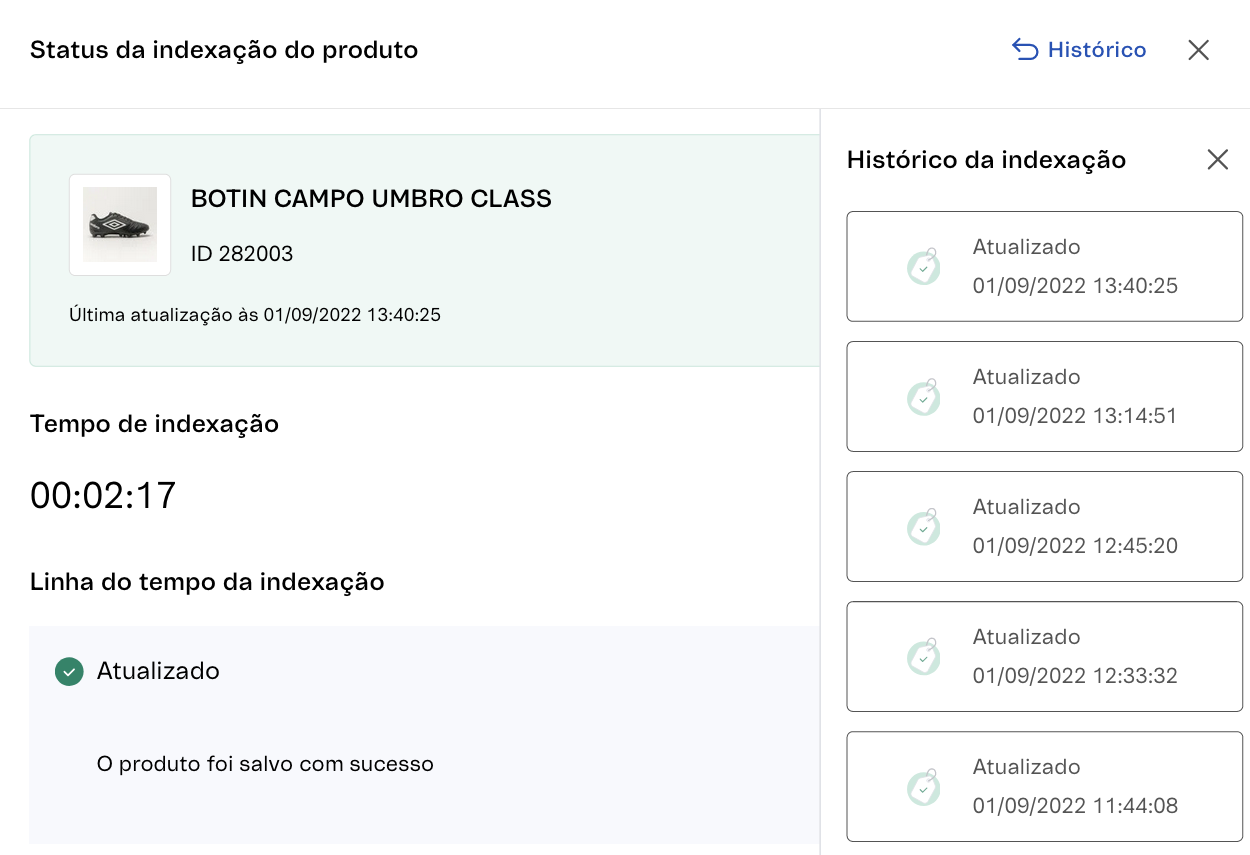 Status da indexação do produto
Histórico
BOTIN CAMPO UMBRO CLASS
ID 282003
Última atualização às 01/09/2022 13:40:25
Tempo de indexação
00:02:17
Linha do tempo da indexação
Atualizado
O produto foi salvo com sucesso
Histórico da indexação
Atualizado
01/09/2022 13:40:25
Atualizado
01/09/2022 13:14:51
Atualizado
01/09/2022 12:45:20
Atualizado
01/09/2022 12:33:32
Atualizado
01/09/2022 11:44:08